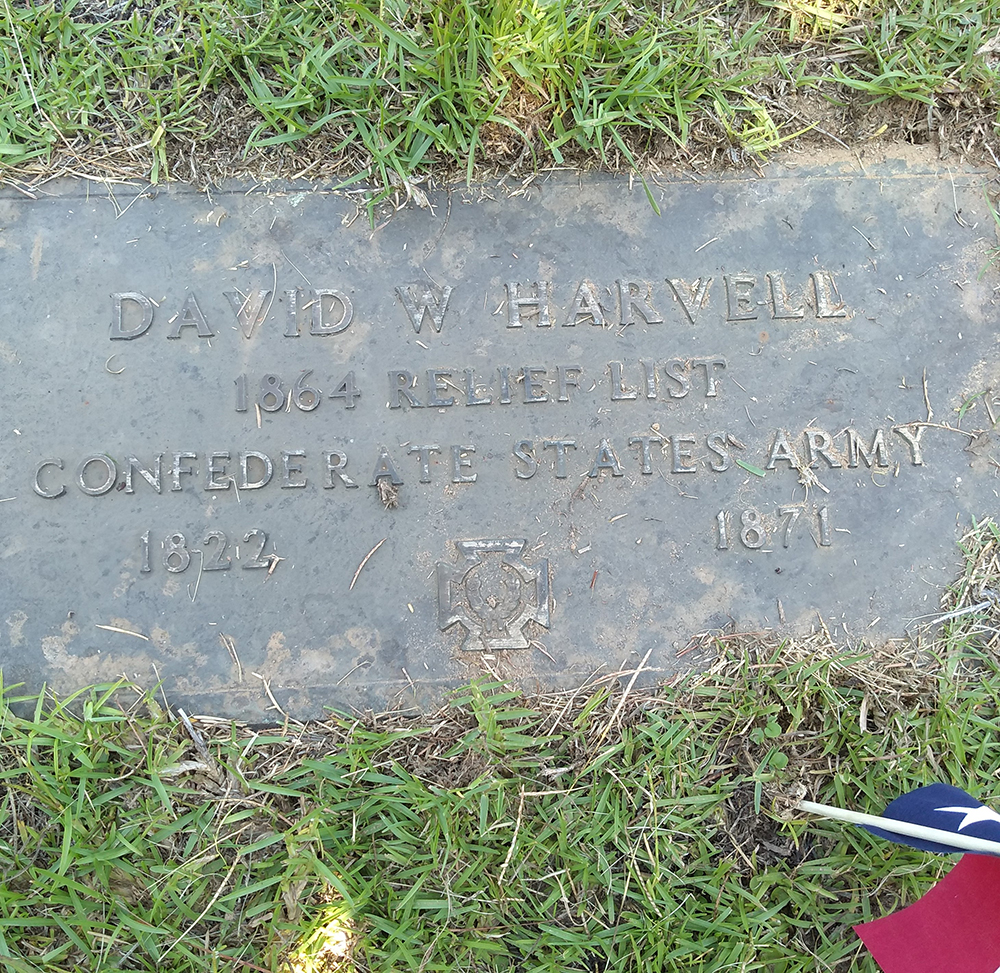 DAVID W HARVELL
1864 RELIEF LIST
CONFEDERATE STATES ARMY
1822 1871